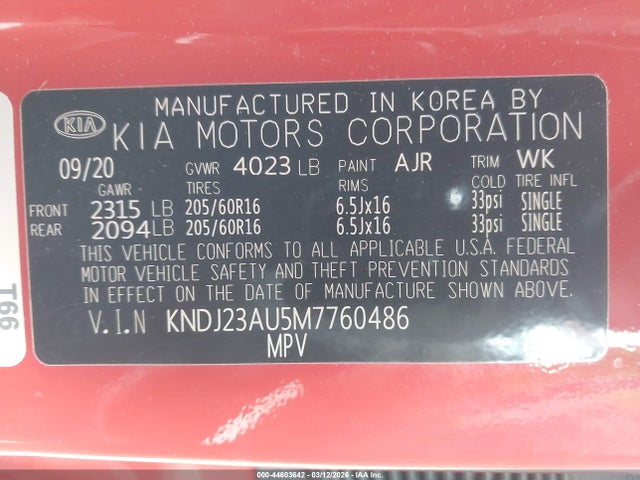 MANUFACTURED IN KOREA BY
KIA KIA MOTORS CORPORATION
09/20 GVWR 4023 LB PAINT AJR TRIM WK
GAWR TIRES RIMS COLD TIRE INFL
FRONT 2315 LB 205/60R16 6.5Jx16 33psi SINGLE
REAR 2094 LB 205/60R16 6.5Jx16 33psi SINGLE
THIS VEHICLE CONFORMS TO ALL APPLICABLE U.S.A. FEDERAL
MOTOR VEHICLE SAFETY AND THEFT PREVENTION STANDARDS
IN EFFECT ON THE DATE OF MANUFACTURE SHOWN ABOVE.
V.I.N KNDJ23AU5M7760486
MPV
T66
000-44603642 - 03/12/2026 - IAA Inc.